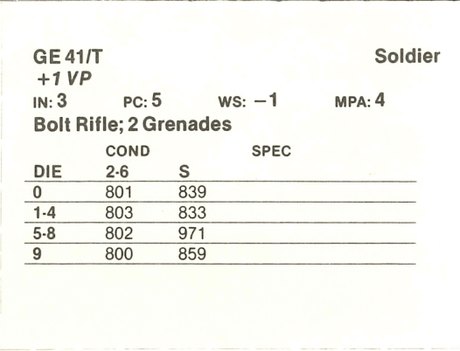 GE 41/T Soldier
+1 VP
IN: 3 PC: 5 WS: −1 MPA: 4
Bolt Rifle; 2 Grenades
COND SPEC
DIE 2-6 S
0 801 839
1-4 803 833
5-8 802 971
9 800 859